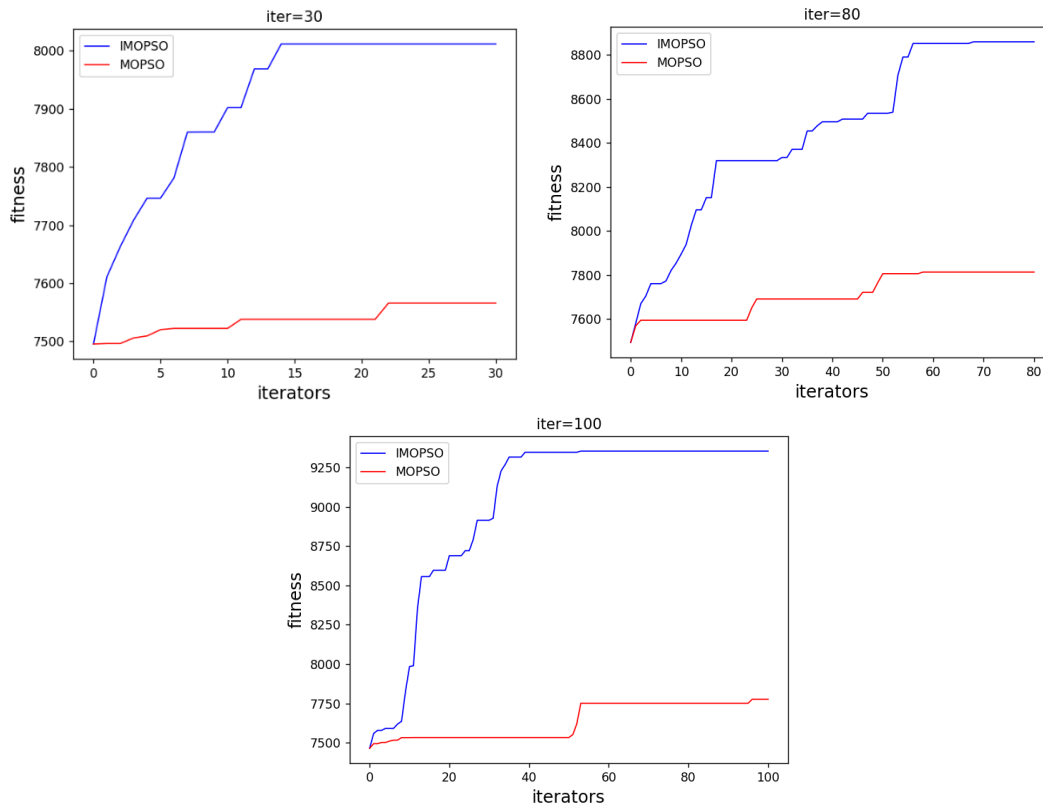 iter=30
IMOPSO
MOPSO
8000
7900
7800
7700
7600
7500
fitness
0 5 10 15 20 25 30
iterators
iter=80
IMOPSO
MOPSO
8800
8600
8400
8200
8000
7800
7600
fitness
0 10 20 30 40 50 60 70 80
iterators
iter=100
IMOPSO
MOPSO
9250
9000
8750
8500
8250
8000
7750
7500
fitness
0 20 40 60 80 100
iterators